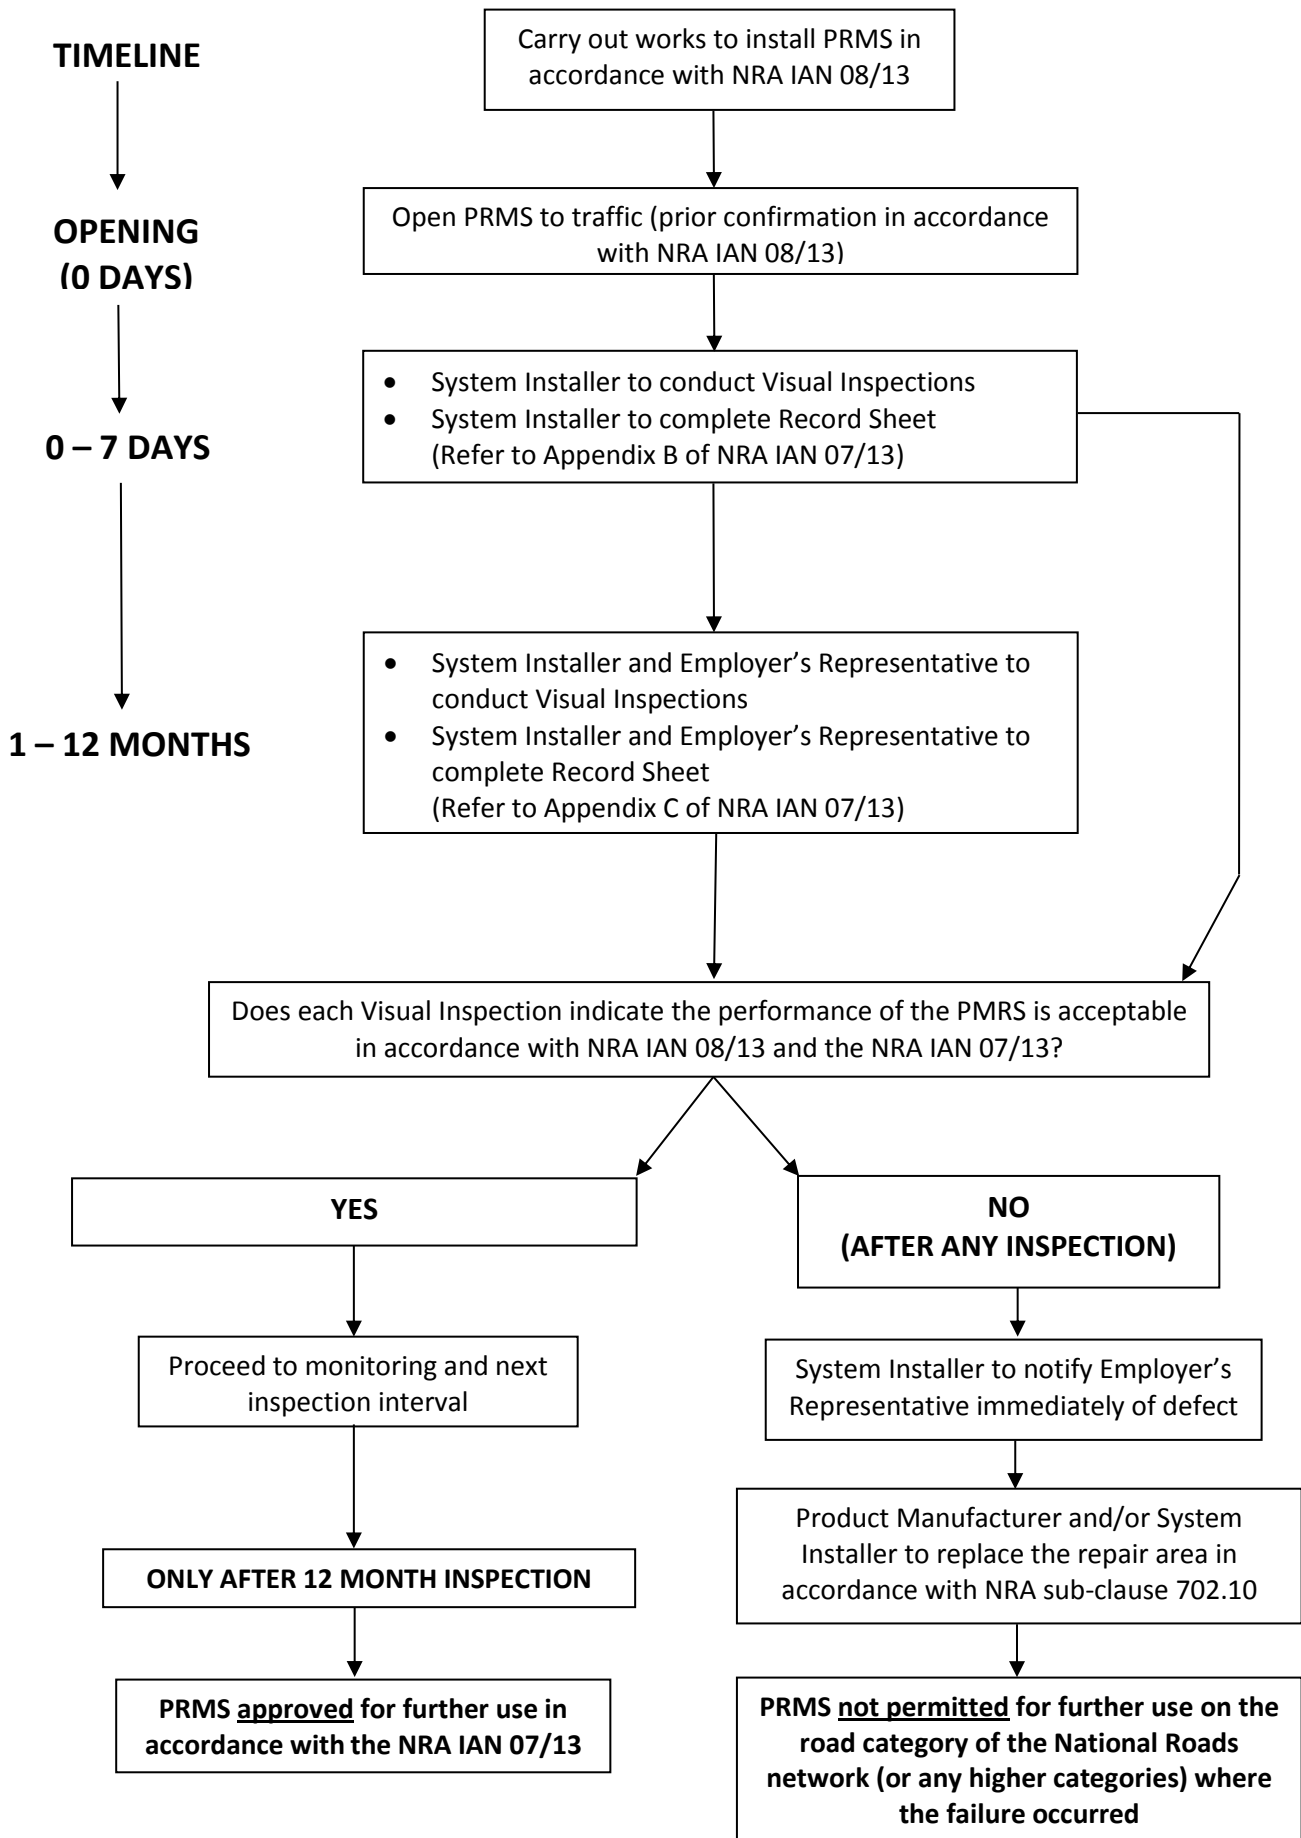 TIMELINE
Carry out works to install PRMS in
accordance with NRA IAN 08/13
OPENING
(0 DAYS)
Open PRMS to traffic (prior confirmation in accordance
with NRA IAN 08/13)
0 – 7 DAYS
• System Installer to conduct Visual Inspections
• System Installer to complete Record Sheet
(Refer to Appendix B of NRA IAN 07/13)
1 – 12 MONTHS
• System Installer and Employer’s Representative to
conduct Visual Inspections
• System Installer and Employer’s Representative to
complete Record Sheet
(Refer to Appendix C of NRA IAN 07/13)
Does each Visual Inspection indicate the performance of the PMRS is acceptable
in accordance with NRA IAN 08/13 and the NRA IAN 07/13?
YES
Proceed to monitoring and next
inspection interval
ONLY AFTER 12 MONTH INSPECTION
PRMS approved for further use in
accordance with the NRA IAN 07/13
NO
(AFTER ANY INSPECTION)
System Installer to notify Employer’s
Representative immediately of defect
Product Manufacturer and/or System
Installer to replace the repair area in
accordance with NRA sub-clause 702.10
PRMS not permitted for further use on the
road category of the National Roads
network (or any higher categories) where
the failure occurred